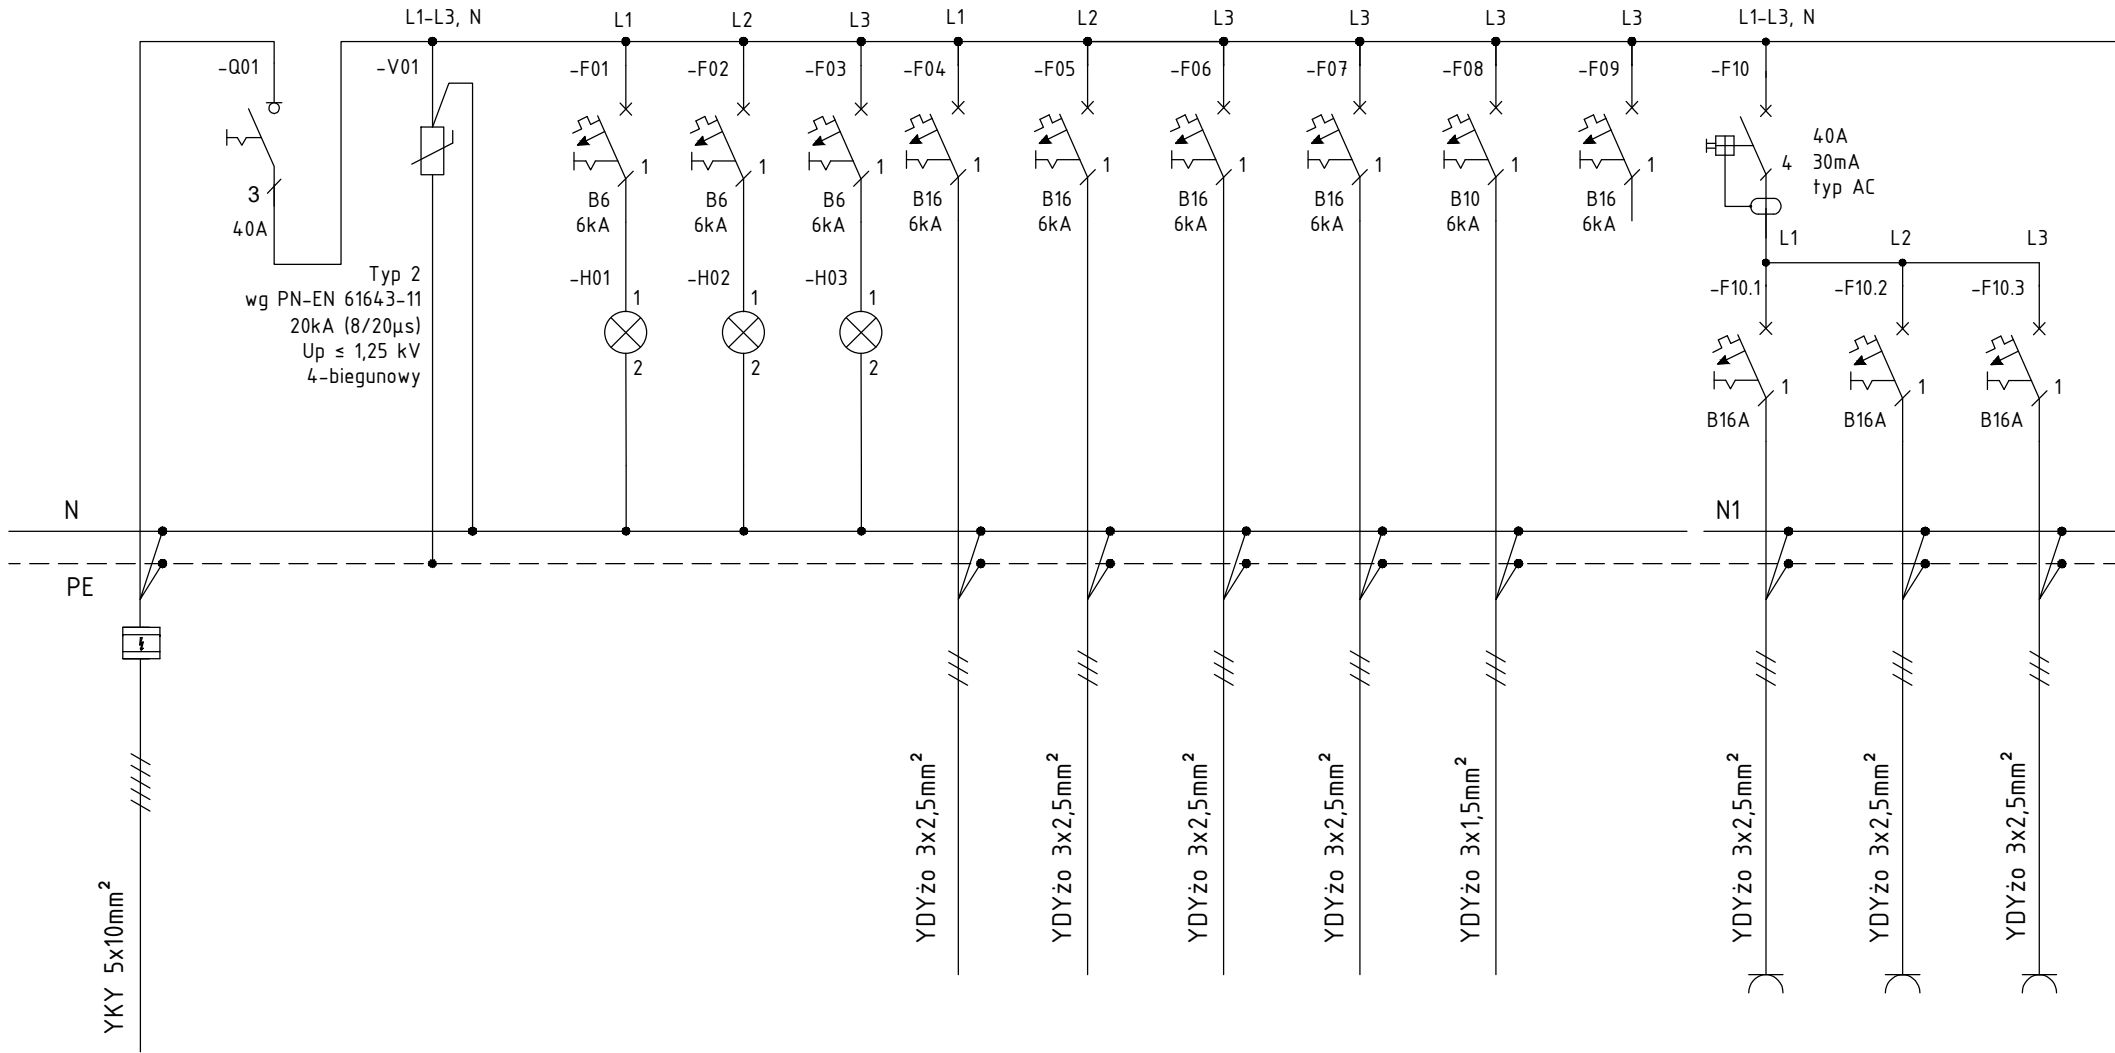 L1-L3, N
L1
L2
L3
L1
L2
L3
L3
L3
L3
L1-L3, N
-Q01
-V01
-F01
-F02
-F03
-F04
-F05
-F06
-F07
-F08
-F09
-F10
3
40A
Typ 2
wg PN-EN 61643-11
20kA (8/20µs)
Up ≤ 1,25 kV
4-biegunowy
1
B6
6kA
1
B6
6kA
1
B6
6kA
1
B16
6kA
1
B16
6kA
1
B16
6kA
1
B16
6kA
1
B10
6kA
1
B16
6kA
4
40A
30mA
typ AC
-H01
1
2
-H02
1
2
-H03
1
2
L1
L2
L3
-F10.1
-F10.2
-F10.3
1
B16A
1
B16A
1
B16A
N
N1
PE
YKY 5x10mm²
YDYżo 3x2,5mm²
YDYżo 3x2,5mm²
YDYżo 3x2,5mm²
YDYżo 3x2,5mm²
YDYżo 3x1,5mm²
YDYżo 3x2,5mm²
YDYżo 3x2,5mm²
YDYżo 3x2,5mm²